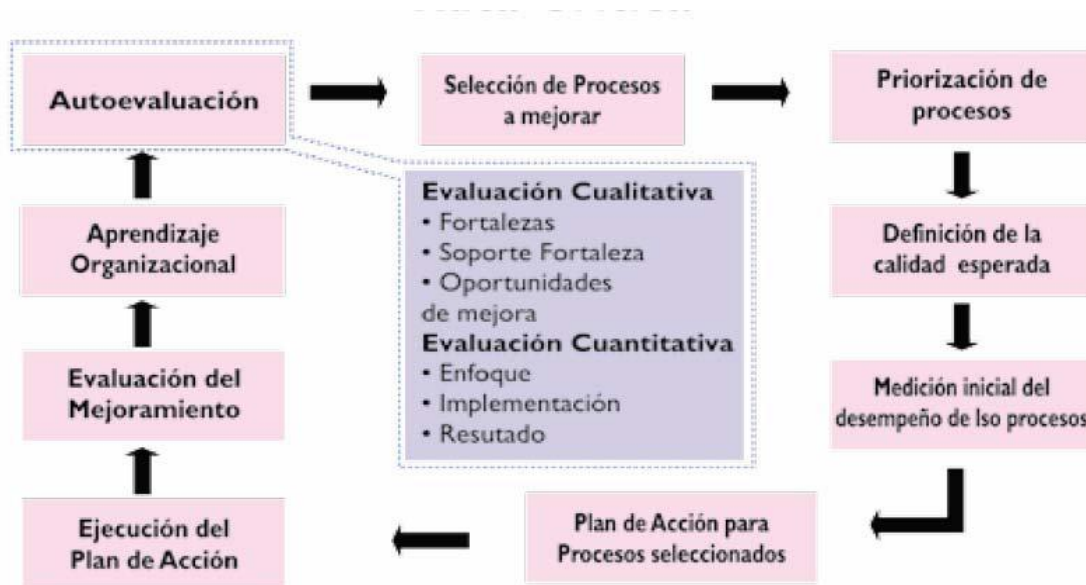 Autoevaluación
Selección de Procesos
a mejorar
Priorización de
procesos
Evaluación Cualitativa
• Fortalezas
• Soporte Fortaleza
• Oportunidades
de mejora
Evaluación Cuantitativa
• Enfoque
• Implementación
• Resutado
Aprendizaje
Organizacional
Definición de la
calidad esperada
Evaluación del
Mejoramiento
Medición inicial del
desempeño de lso procesos
Ejecución del
Plan de Acción
Plan de Acción para
Procesos seleccionados